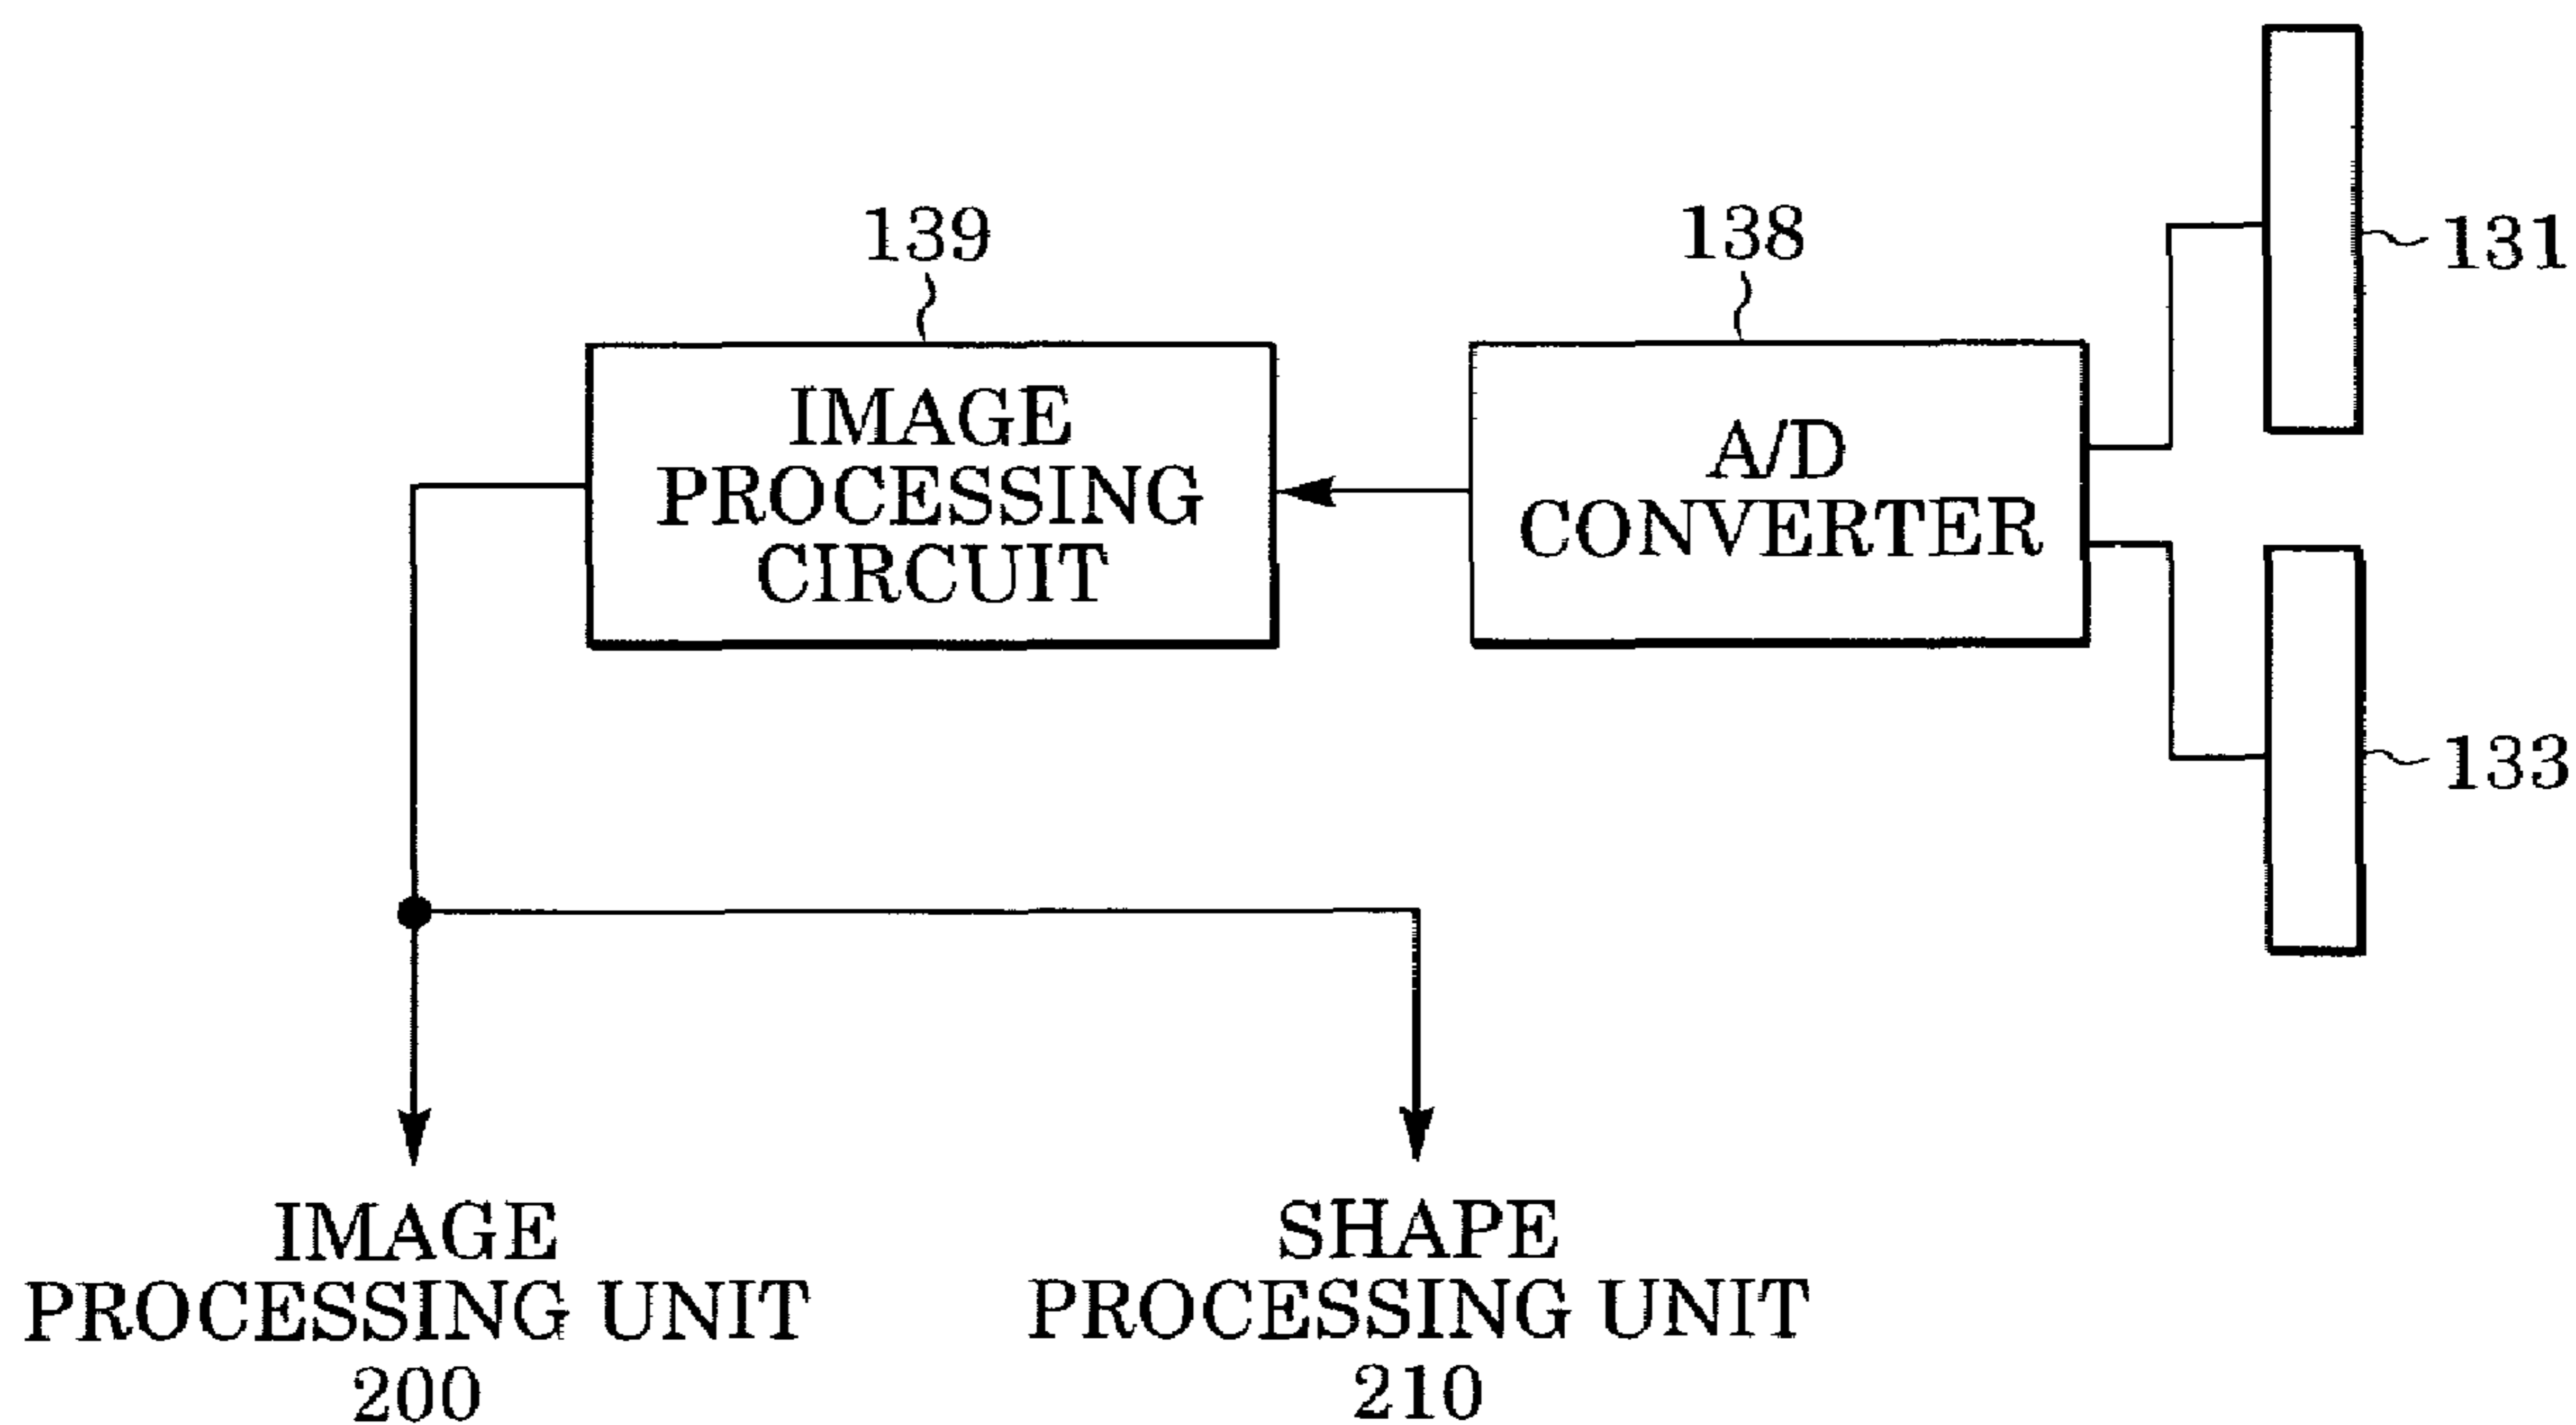 131
139
138
IMAGE
PROCESSING
CIRCUIT
A/D
CONVERTER
133
IMAGE
PROCESSING UNIT
200
SHAPE
PROCESSING UNIT
210